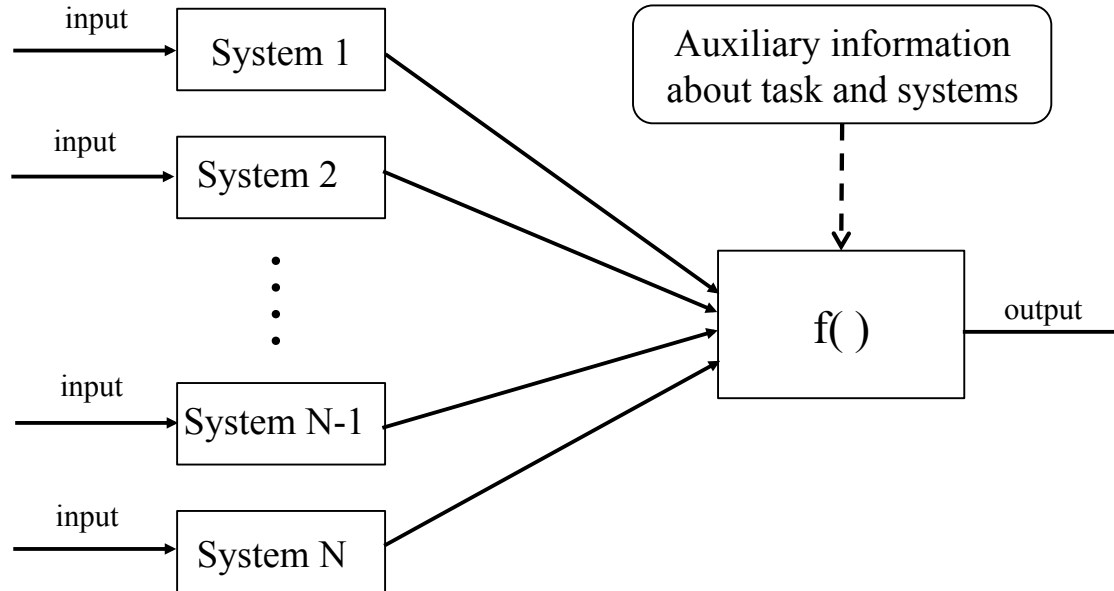 input
System 1
input
System 2
input
System N-1
input
System N
Auxiliary information
about task and systems
f( )
output